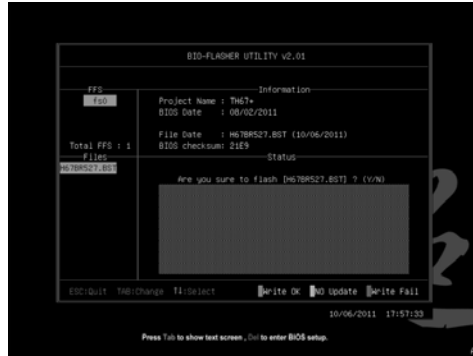 BIO-FLASHER UTILITY v2.01
FFS
fs0
Total FFS : 1
Files
H67BR527.BST
Information
Project Name : TH67+
BIOS Date : 08/02/2011
File Date : H67BR527.BST (10/06/2011)
BIOS checksum: 21E9
Status
Are you sure to flash [H67BR527.BST] ? (Y/N)
ESC:Quit TAB:Change ↑↓:Select Write OK NO Update Write Fail
10/06/2011 17:57:33
Press Tab to show text screen , Del to enter BIOS setup.